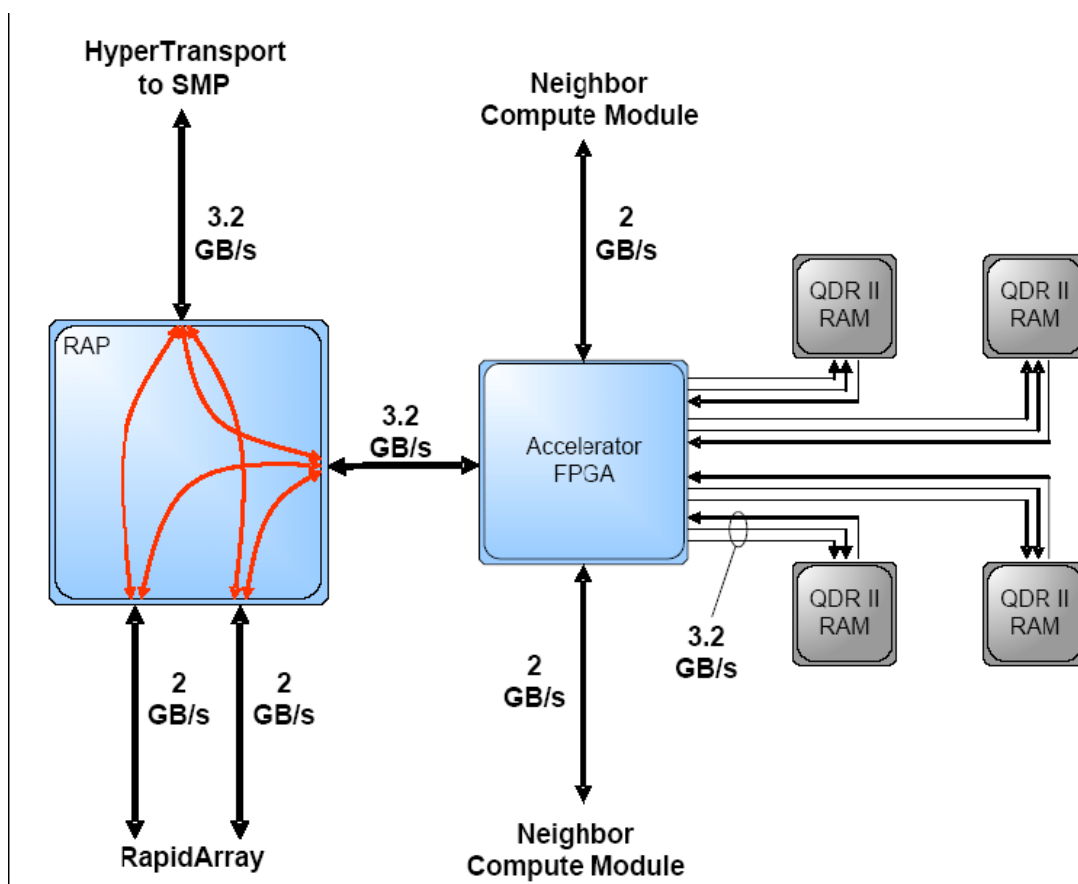 HyperTransport
to SMP
Neighbor
Compute Module
3.2
GB/s
2
GB/s
QDR II
RAM
QDR II
RAM
RAP
3.2
GB/s
Accelerator
FPGA
QDR II
RAM
QDR II
RAM
3.2
GB/s
2
GB/s
2
GB/s
2
GB/s
RapidArray
Neighbor
Compute Module